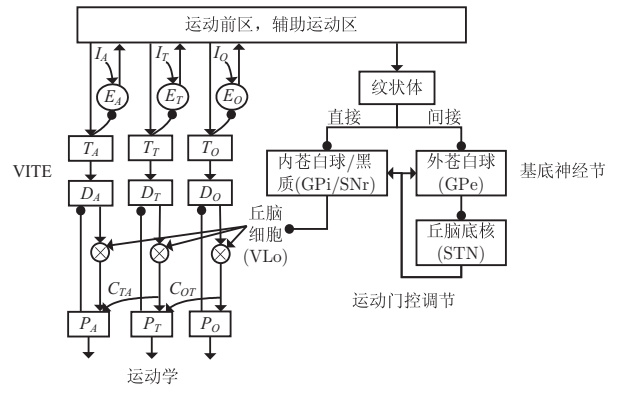 运动前区，辅助运动区
I_A I_T I_O
E_A E_T E_O
纹状体
直接 间接
T_A T_T T_O
内苍白球/黑
质(GPi/SNr)
外苍白球
(GPe)
VITE
基底神经节
D_A D_T D_O
丘脑
细胞
(VLo)
丘脑底核
(STN)
C_TA C_OT
运动门控调节
P_A P_T P_O
运动学